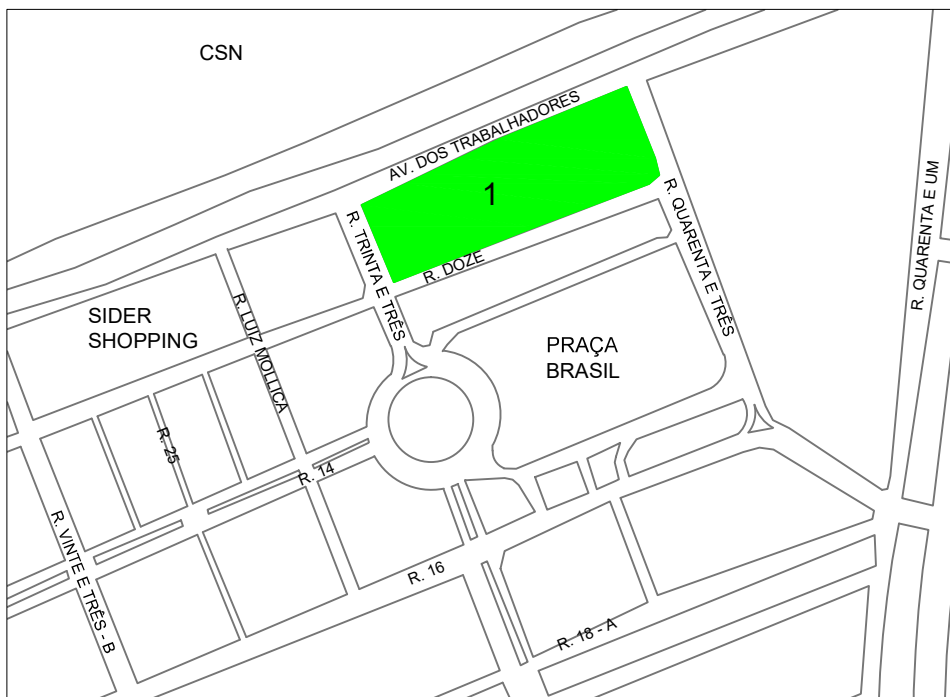 CSN
AV. DOS TRABALHADORES
1
R. TRINTA E TRÊS
R. DOZE
R. QUARENTA E TRÊS
R. QUARENTA E UM
SIDER
SHOPPING
R. LUIZ MOLLICA
PRAÇA
BRASIL
R. 25
R. 14
R. VINTE E TRÊS - B
R. 16
R. 18 - A